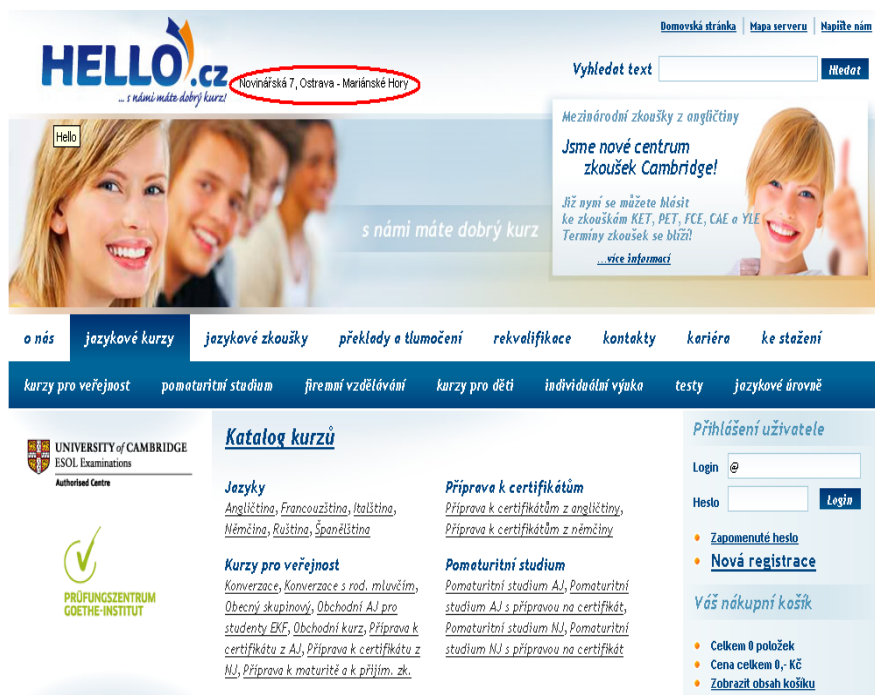 Domovská stránka Mapa serveru Napište nám
HELLO.cz
... s námi máte dobrý kurz!
Novinářská 7, Ostrava - Mariánské Hory
Vyhledat text
Hledat
Hello
s námi máte dobrý kurz
Mezinárodní zkoušky z angličtiny
Jsme nové centrum
zkoušek Cambridge!
Již nyní se můžete hlásit
ke zkouškám KET, PET, FCE, CAE a YLE
Termíny zkoušek se blíží!
...více informací
o nás jazykové kurzy jazykové zkoušky překlady a tlumočení rekvalifikace kontakty kariéra ke stažení
kurzy pro veřejnost pomaturitní studium firemní vzdělávání kurzy pro děti individuální výuka testy jazykové úrovně
UNIVERSITY of CAMBRIDGE
ESOL Examinations
Authorised Centre
PRÜFUNGSZENTRUM
GOETHE-INSTITUT
Katalog kurzů
Jazyky
Angličtina, Francouzština, Italština,
Němčina, Ruština, Španělština
Kurzy pro veřejnost
Konverzace, Konverzace s rod. mluvčím,
Obecný skupinový, Obchodní AJ pro
studenty EKF, Obchodní kurz, Příprava k
certifikátu z AJ, Příprava k certifikátu z
NJ, Příprava k maturitě a k přijím. zk.
Příprava k certifikátům
Příprava k certifikátům z angličtiny,
Příprava k certifikátům z němčiny
Pomaturitní studium
Pomaturitní studium AJ, Pomaturitní
studium AJ s přípravou na certifikát,
Pomaturitní studium NJ, Pomaturitní
studium NJ s přípravou na certifikát
Přihlášení uživatele
Login @
Heslo Login
Zapomenuté heslo
Nová registrace
Váš nákupní košík
Celkem 0 položek
Cena celkem 0,- Kč
Zobrazit obsah košíku